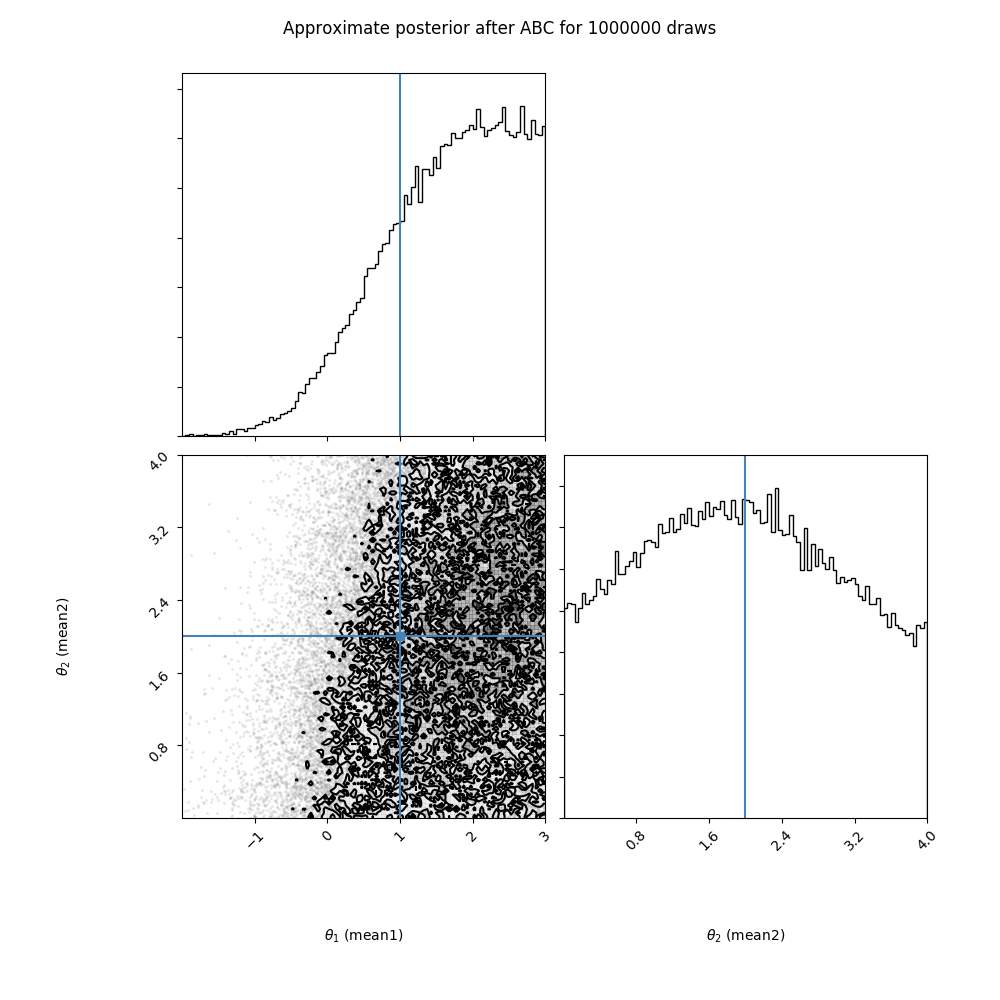 Approximate posterior after ABC for 1000000 draws
4.0
3.2
2.4
1.6
0.8
θ₂ (mean2)
−1 0 1 2 3
0.8 1.6 2.4 3.2 4.0
θ₁ (mean1)
θ₂ (mean2)